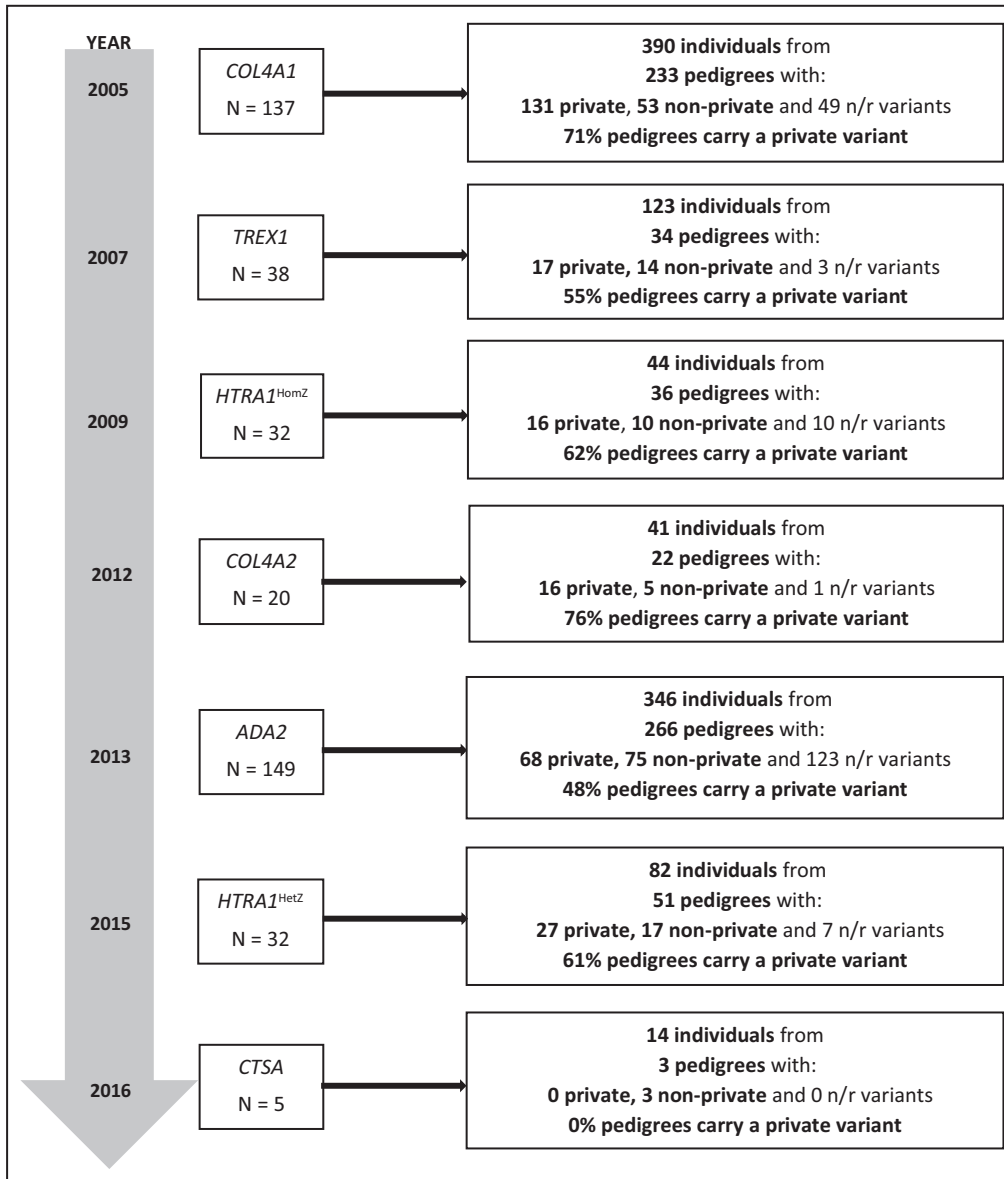 YEAR
2005
COL4A1
N = 137
390 individuals from
233 pedigrees with:
131 private, 53 non-private and 49 n/r variants
71% pedigrees carry a private variant
2007
TREX1
N = 38
123 individuals from
34 pedigrees with:
17 private, 14 non-private and 3 n/r variants
55% pedigrees carry a private variant
2009
HTRA1HomZ
N = 32
44 individuals from
36 pedigrees with:
16 private, 10 non-private and 10 n/r variants
62% pedigrees carry a private variant
2012
COL4A2
N = 20
41 individuals from
22 pedigrees with:
16 private, 5 non-private and 1 n/r variants
76% pedigrees carry a private variant
2013
ADA2
N = 149
346 individuals from
266 pedigrees with:
68 private, 75 non-private and 123 n/r variants
48% pedigrees carry a private variant
2015
HTRA1HetZ
N = 32
82 individuals from
51 pedigrees with:
27 private, 17 non-private and 7 n/r variants
61% pedigrees carry a private variant
2016
CTSA
N = 5
14 individuals from
3 pedigrees with:
0 private, 3 non-private and 0 n/r variants
0% pedigrees carry a private variant